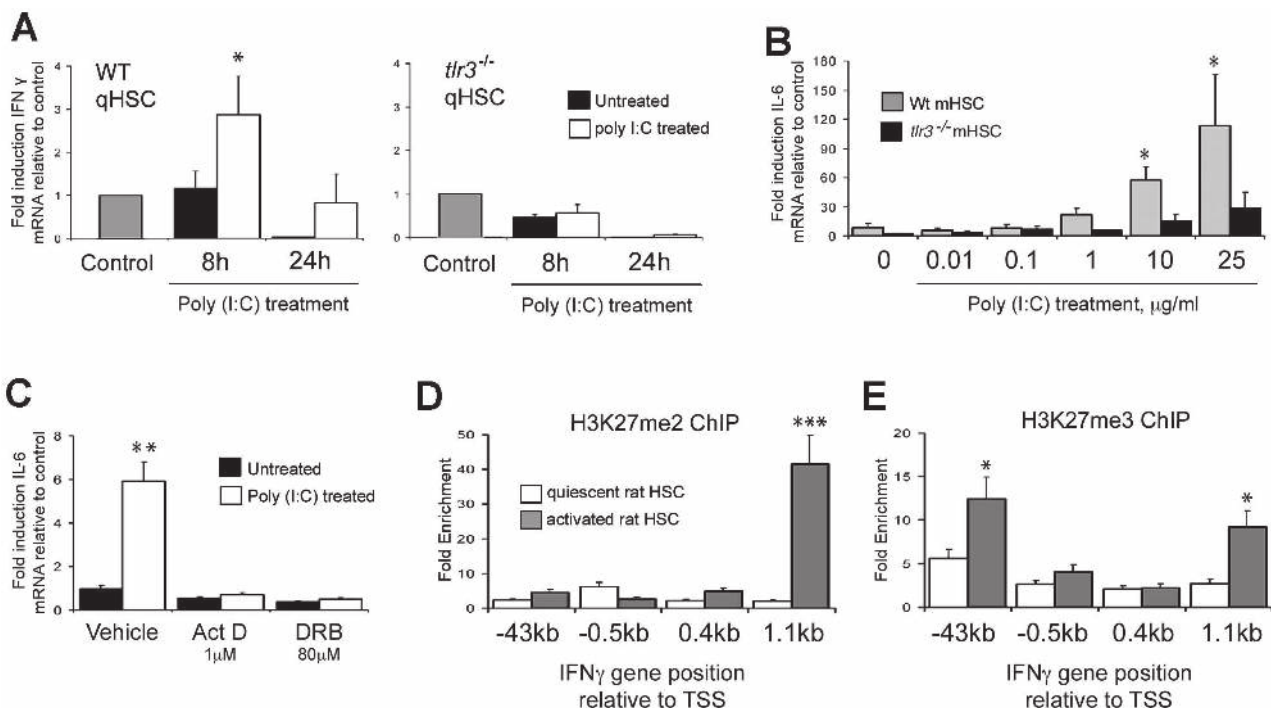 A
Fold induction IFN γ
mRNA relative to control
4
3
2
1
0
WT
qHSC
*
Control
8h
24h
Poly (I:C) treatment
4
3
2
1
0
tlr3-/-
qHSC
Untreated
poly I:C treated
Control
8h
24h
Poly (I:C) treatment
B
Fold induction IL-6
mRNA relative to control
180
150
120
90
60
30
0
Wt mHSC
tlr3-/-mHSC
*
*
0
0.01
0.1
1
10
25
Poly (I:C) treatment, μg/ml
C
Fold induction IL-6
mRNA relative to control
8
6
4
2
0
**
Untreated
Poly (I:C) treated
Vehicle
Act D
1μM
DRB
80μM
D
H3K27me2 ChIP
Fold Enrichment
50
40
30
20
10
0
***
quiescent rat HSC
activated rat HSC
-43kb
-0.5kb
0.4kb
1.1kb
IFNγ gene position
relative to TSS
E
H3K27me3 ChIP
Fold Enrichment
20
15
10
5
0
*
*
-43kb
-0.5kb
0.4kb
1.1kb
IFNγ gene position
relative to TSS